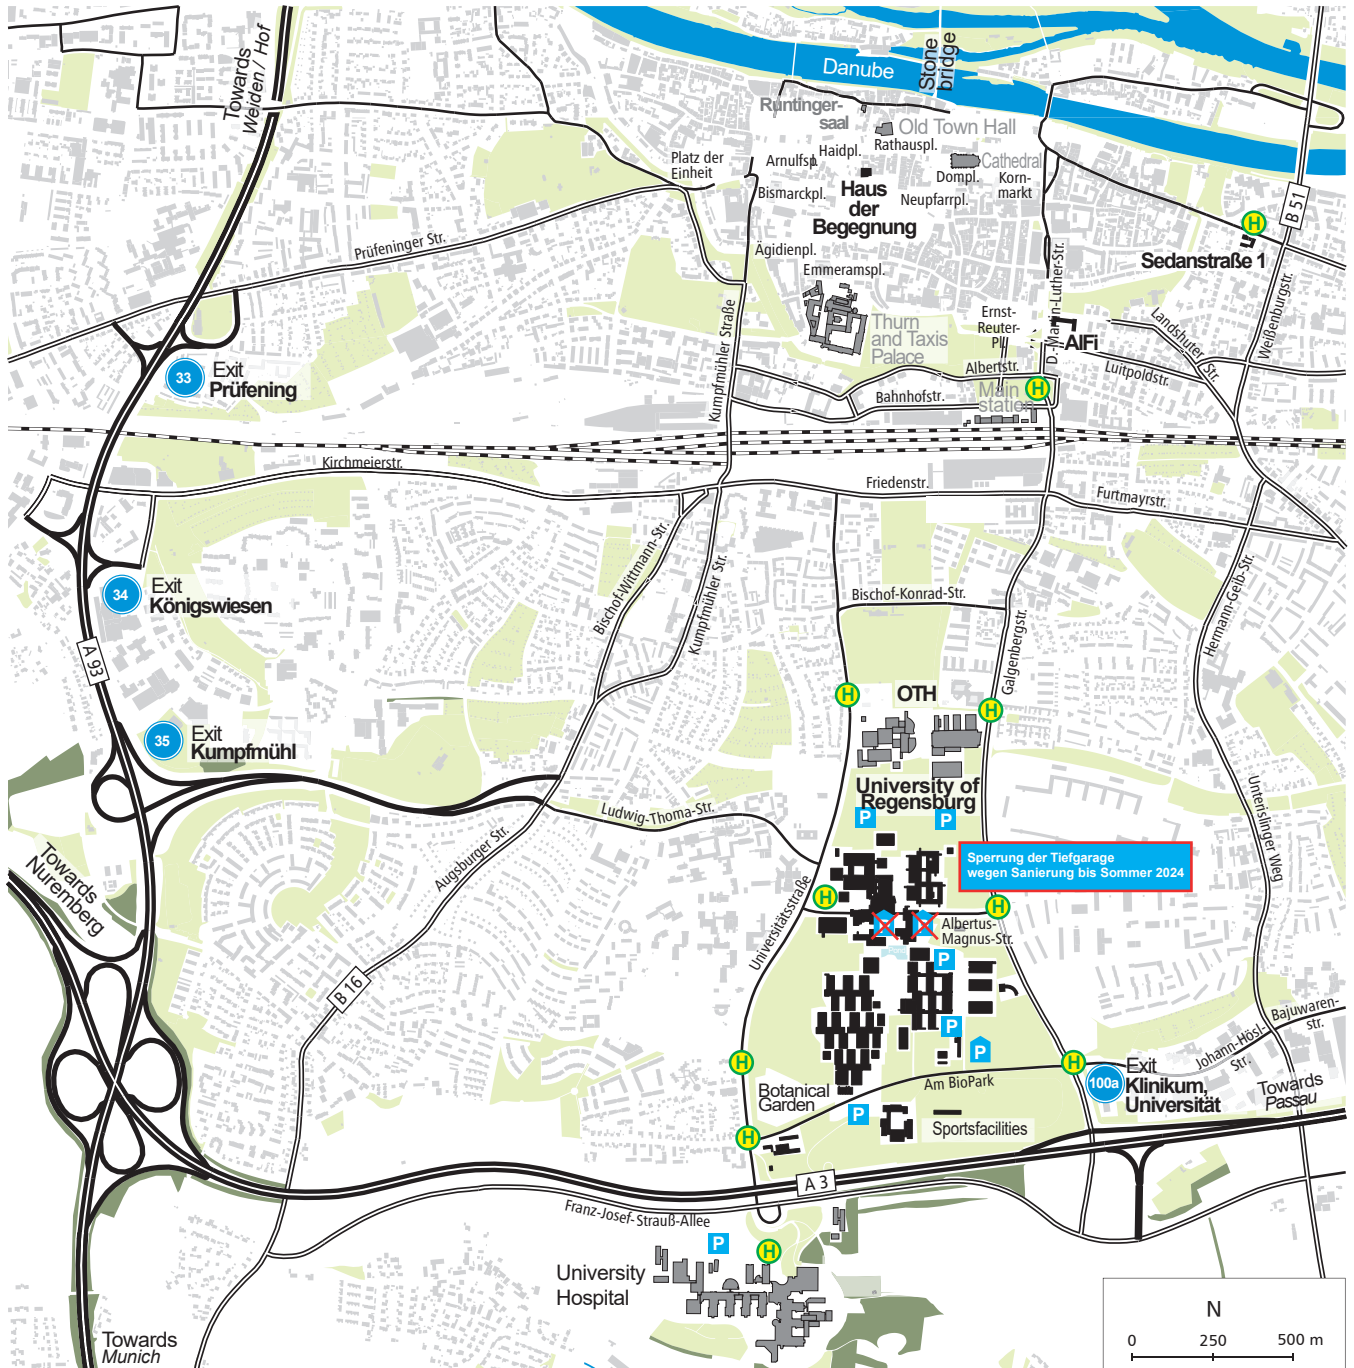 Towards
Weiden / Hof
Danube
Stone
bridge
Runtinger-
saal
Old Town Hall
Rathauspl.
Haidpl.
Arnulfspl.
Platz der
Einheit
Cathedral
Dompl.
Korn-
markt
Bismarckpl.
Haus
der
Begegnung
Neupfarrpl.
B 51
H
Sedanstraße 1
Prüfeninger Str.
Ägidienpl.
Emmeramspl.
D.-Martin-Luther-Str.
Weißenburgstr.
Kumpfmühler Straße
Thurn
and Taxis
Palace
Ernst-
Reuter-
Pl.
AlFi
Landshuter Str.
Luitpoldstr.
33
Exit
Prüfening
Albertstr.
Bahnhofstr.
Main
station
H
Kirchmeierstr.
Friedenstr.
Furtmayrstr.
34
Exit
Königswiesen
Bischof-Wittmann-Str.
Kumpfmühler Str.
Bischof-Konrad-Str.
Galgenbergstr.
Hermann-Geib-Str.
A 93
H
OTH
H
35
Exit
Kumpfmühl
University of
Regensburg
P
P
Ludwig-Thoma-Str.
Unterislinger Weg
Augsburger Str.
Towards
Nuremberg
Sperrung der Tiefgarage
wegen Sanierung bis Sommer 2024
H
H
Universitätsstraße
Albertus-
Magnus-Str.
P
B 16
P
P
Bajuwaren-
str.
Johann-Hösl-
Str.
H
H
100a
Exit
Klinikum,
Universität
Towards
Passau
Am BioPark
Botanical
Garden
P
Sportsfacilities
H
A 3
Franz-Josef-Strauß-Allee
P
H
University
Hospital
Towards
Munich
N
0 250 500 m